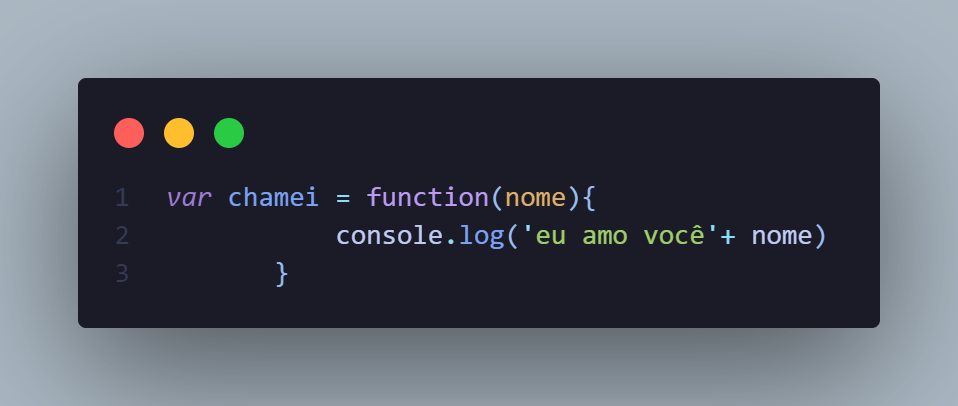 1 var chamei = function(nome){
2 console.log('eu amo você'+ nome)
3 }